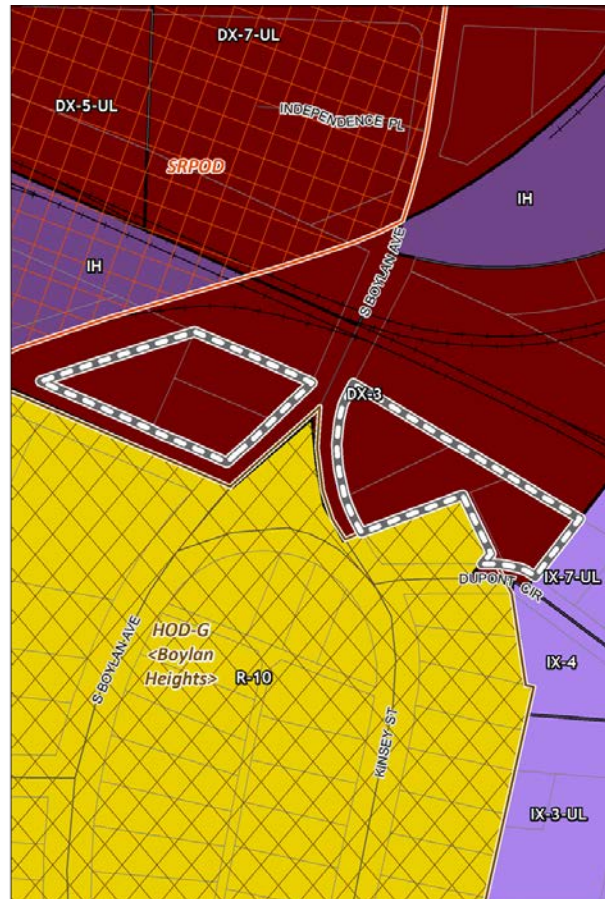 DX-7-UL
DX-5-UL
INDEPENDENCE PL
SRPOD
IH
IH
S BOYLAN AVE
DX-3
IX-7-UL
DUPONT CIR
HOD-G
<Boylan
Heights>
R-10
S BOYLAN AVE
KINSEY ST
IX-4
IX-3-UL